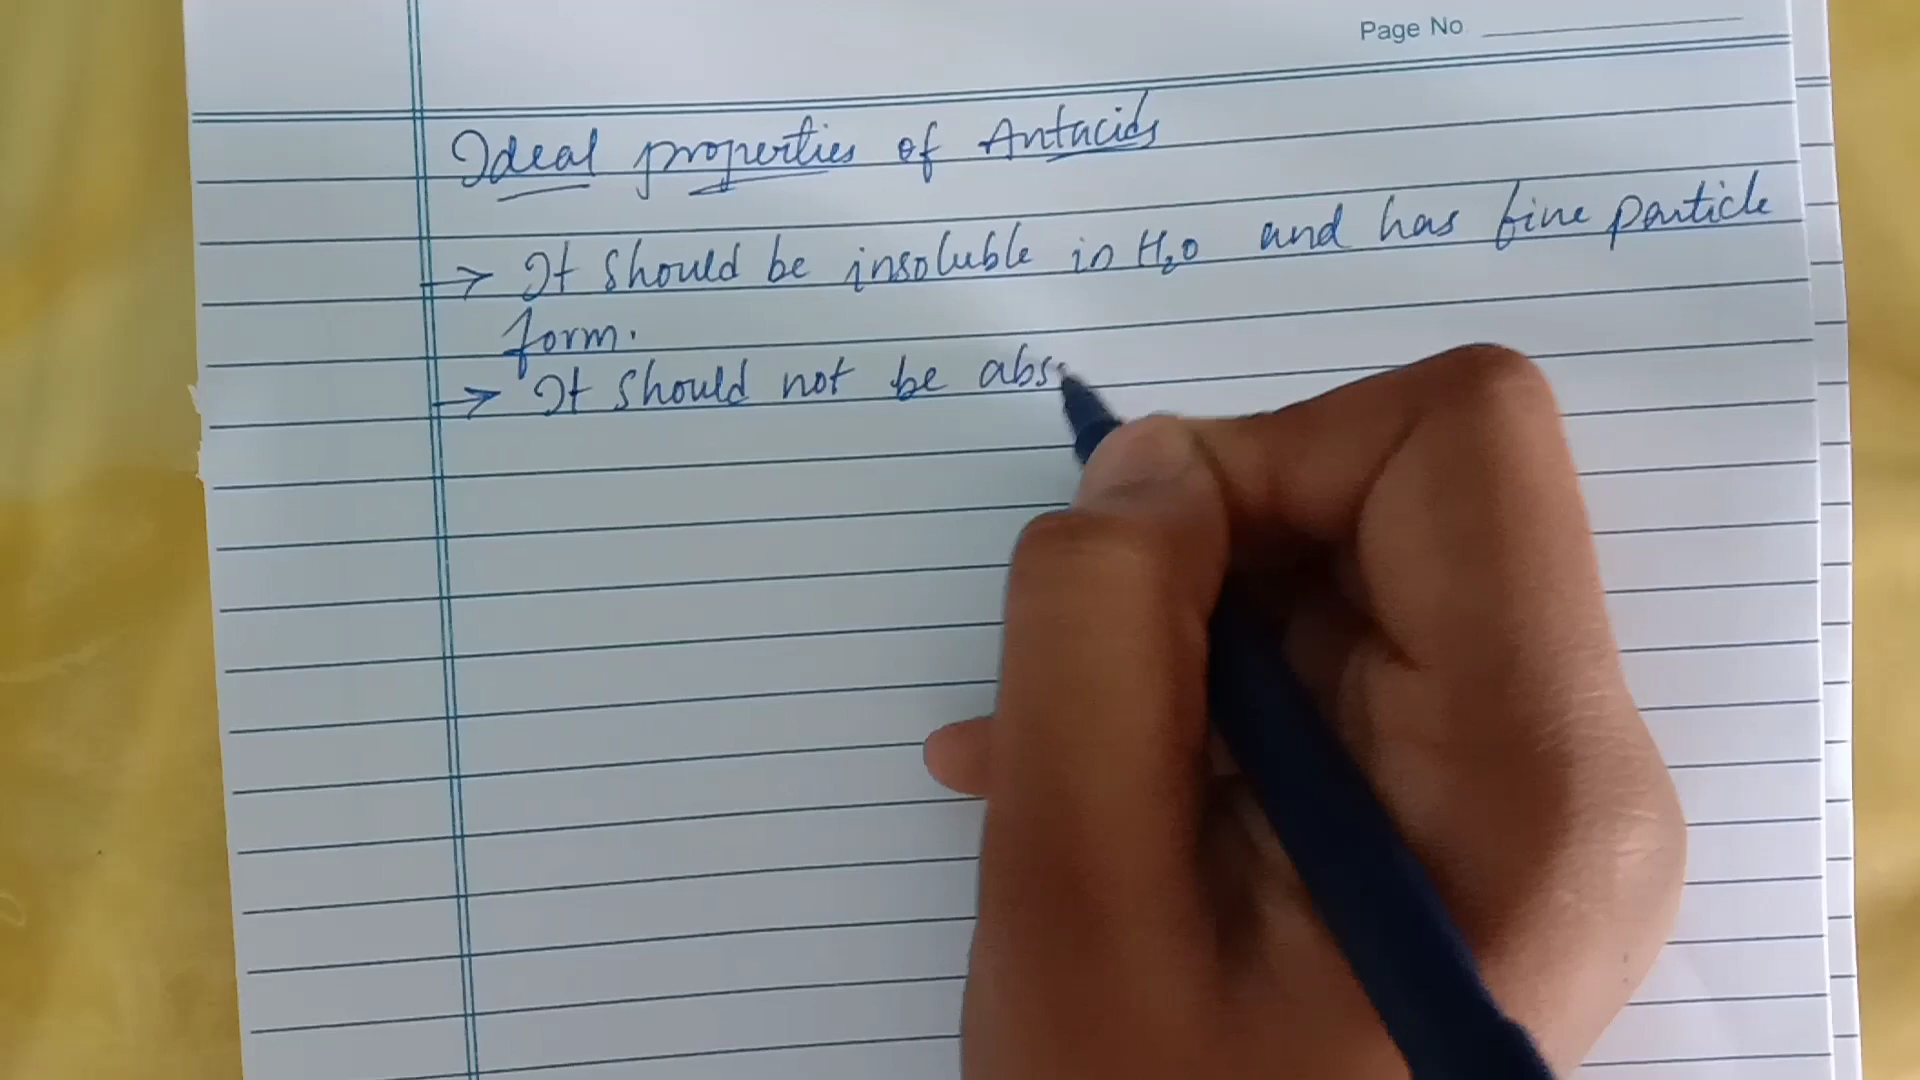 Page No
Ideal properties of Antacids
→ It should be insoluble in H₂O and has fine particle
form.
→ It should not be abs